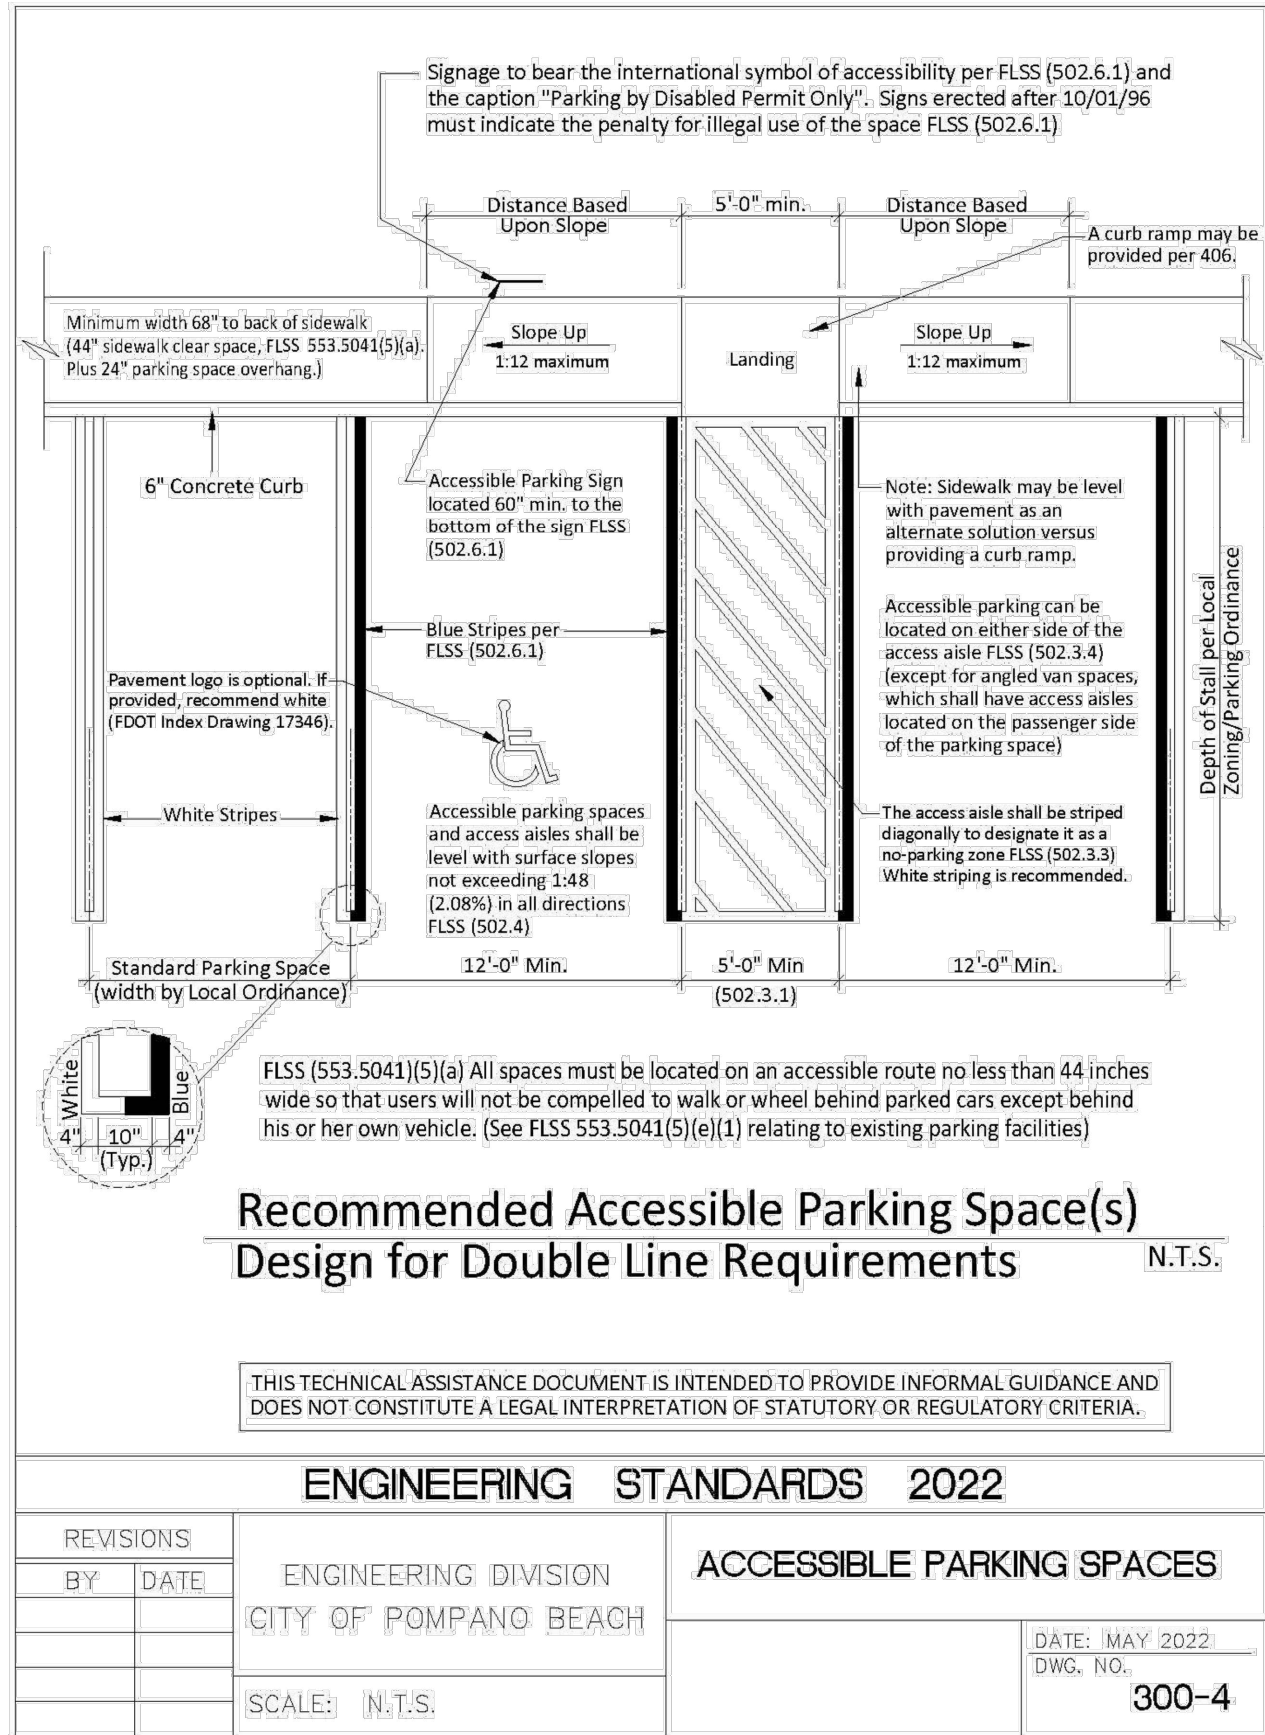 Signage to bear the international symbol of accessibility per FLSS (502.6.1) and
the caption "Parking by Disabled Permit Only". Signs erected after 10/01/96
must indicate the penalty for illegal use of the space FLSS (502.6.1)
Distance Based
Upon Slope
5'-0" min.
Distance Based
Upon Slope
A curb ramp may be
provided per 406.
Minimum width 68" to back of sidewalk
(44" sidewalk clear space, FLSS 553.5041(5)(a).
Plus 24" parking space overhang.)
Slope Up
1:12 maximum
Landing
Slope Up
1:12 maximum
6" Concrete Curb
Accessible Parking Sign
located 60" min. to the
bottom of the sign FLSS
(502.6.1)
Note: Sidewalk may be level
with pavement as an
alternate solution versus
providing a curb ramp.
Blue Stripes per
FLSS (502.6.1)
Accessible parking can be
located on either side of the
access aisle FLSS (502.3.4)
(except for angled van spaces,
which shall have access aisles
located on the passenger side
of the parking space)
Depth of Stall per Local
Zoning/Parking Ordinance
Pavement logo is optional. If
provided, recommend white
(FDOT Index Drawing 17346).
White Stripes
Accessible parking spaces
and access aisles shall be
level with surface slopes
not exceeding 1:48
(2.08%) in all directions
FLSS (502.4)
The access aisle shall be striped
diagonally to designate it as a
no-parking zone FLSS (502.3.3)
White striping is recommended.
Standard Parking Space
(width by Local Ordinance)
12'-0" Min.
5'-0" Min
(502.3.1)
12'-0" Min.
White
Blue
4" 10" 4"
(Typ.)
FLSS (553.5041)(5)(a) All spaces must be located on an accessible route no less than 44 inches
wide so that users will not be compelled to walk or wheel behind parked cars except behind
his or her own vehicle. (See FLSS 553.5041(5)(e)(1) relating to existing parking facilities)
Recommended Accessible Parking Space(s)
Design for Double Line Requirements
N.T.S.
THIS TECHNICAL ASSISTANCE DOCUMENT IS INTENDED TO PROVIDE INFORMAL GUIDANCE AND
DOES NOT CONSTITUTE A LEGAL INTERPRETATION OF STATUTORY OR REGULATORY CRITERIA.
ENGINEERING STANDARDS 2022
REVISIONS
BY DATE
ENGINEERING DIVISION
CITY OF POMPANO BEACH
SCALE: N.T.S.
ACCESSIBLE PARKING SPACES
DATE: MAY 2022
DWG. NO.
300-4